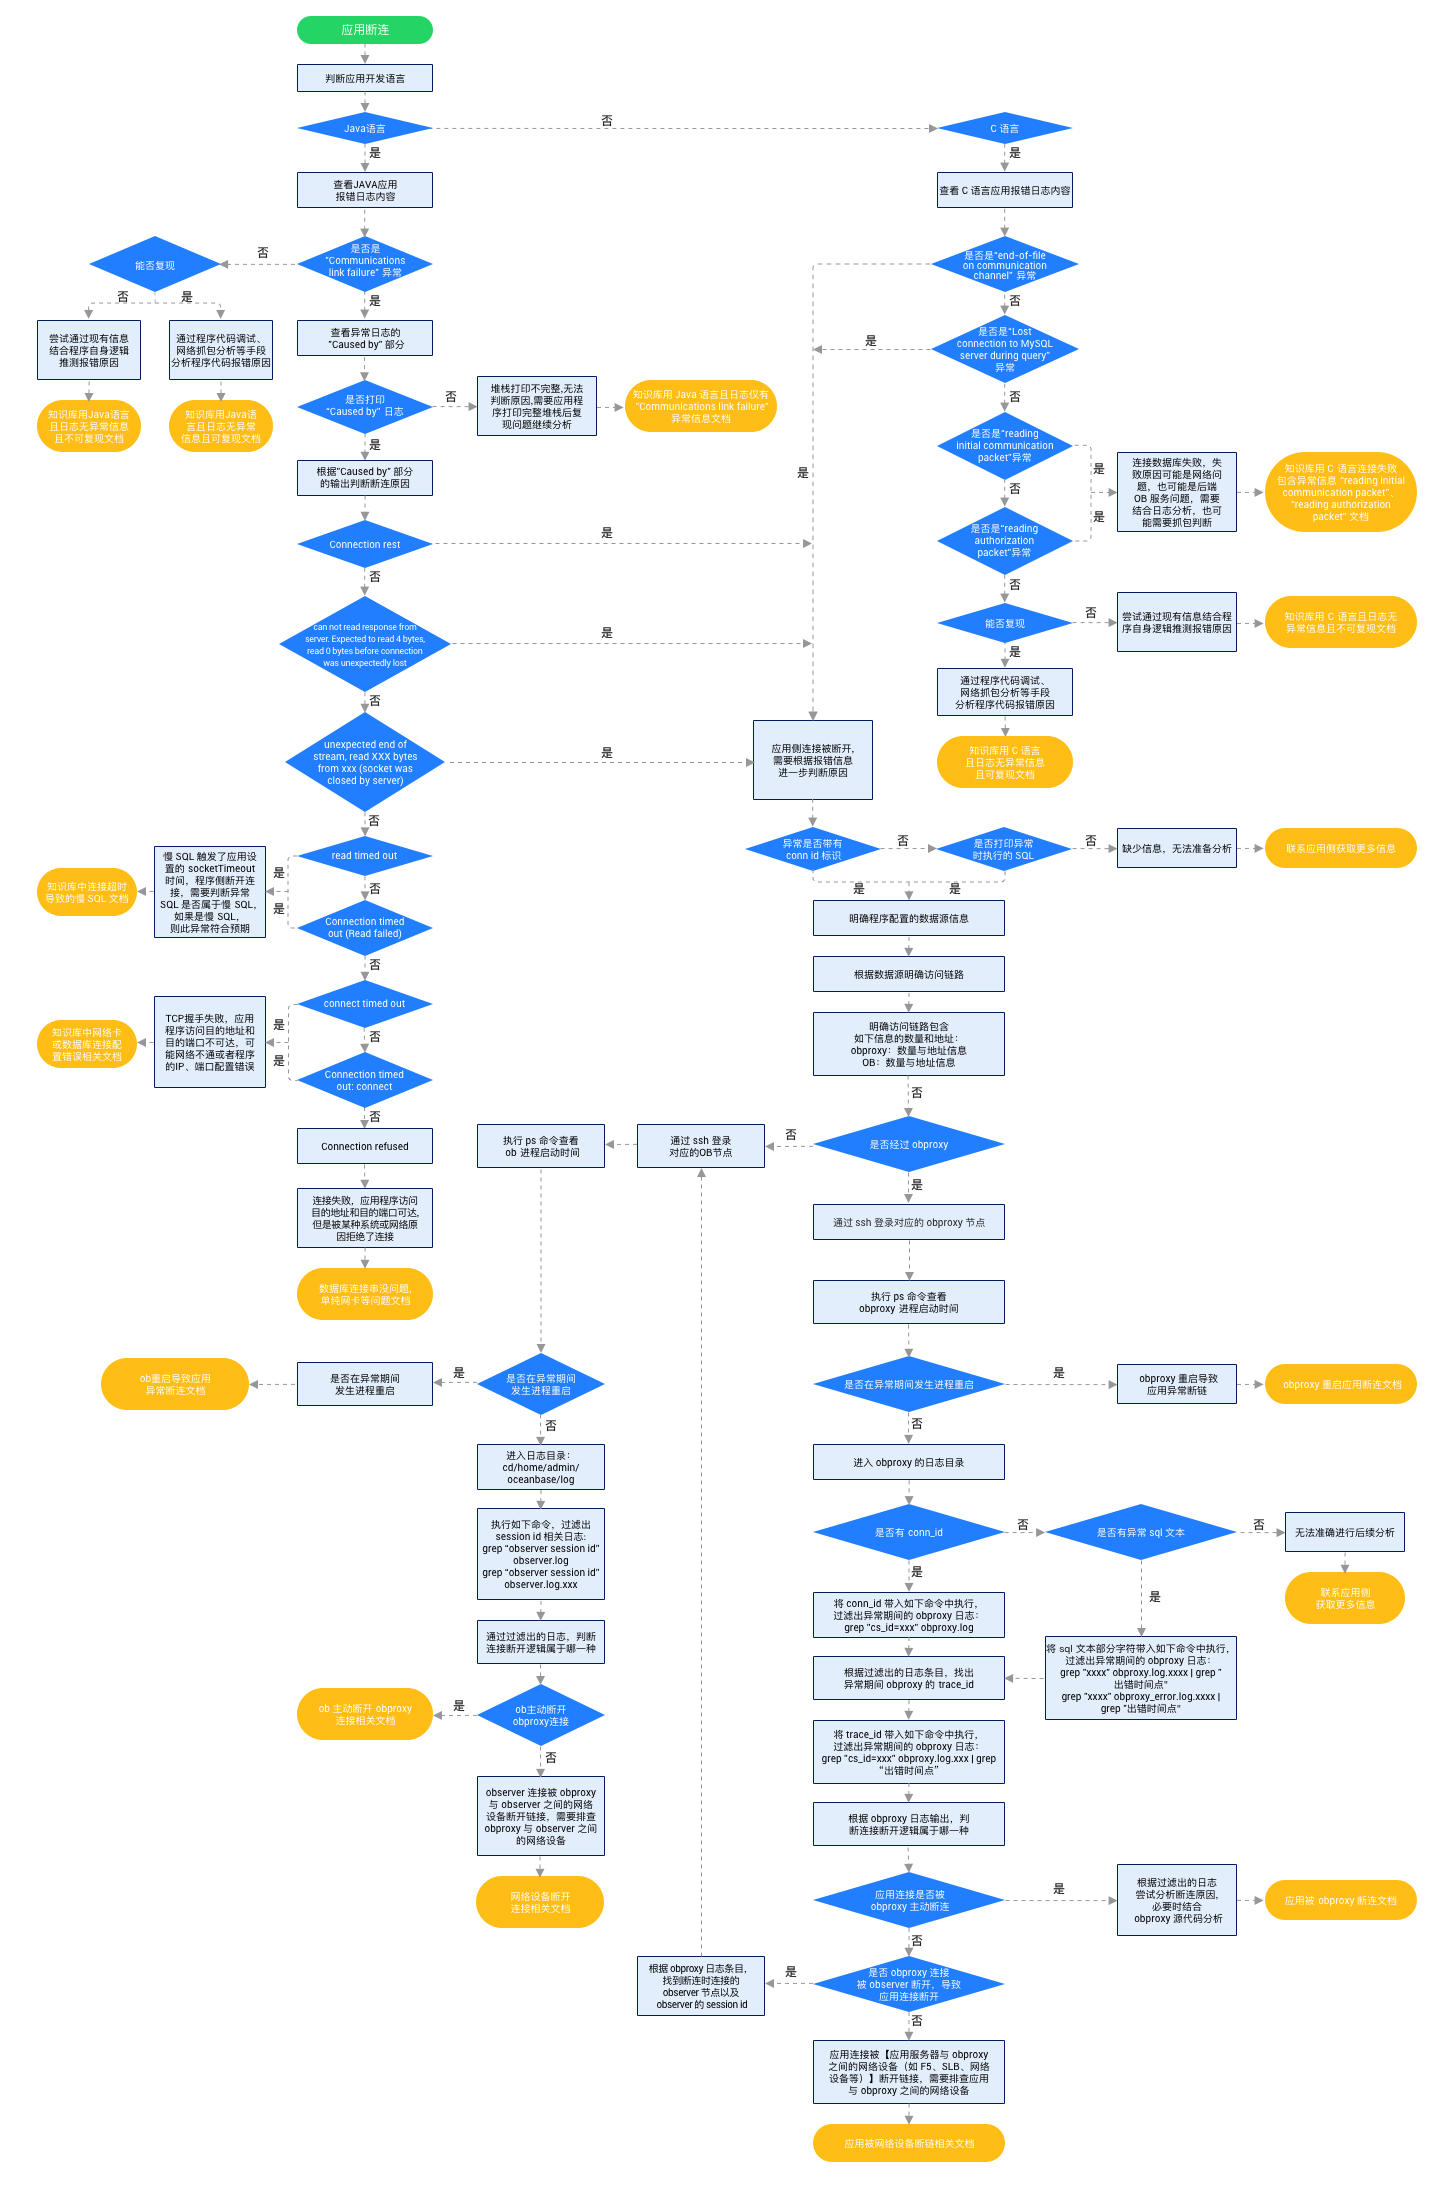 应用断连
判断应用开发语言
Java语言
否
C 语言
是
是
查看JAVA应用
报错日志内容
查看 C 语言应用报错日志内容
是否是
"Communications
link failure" 异常
否
能否复现
否
是
尝试通过现有信息
结合程序自身逻辑
推测报错原因
通过程序代码调试、
网络抓包分析等手段
分析程序代码报错原因
知识库用Java语言
且日志无异常信息
且不可复现文档
知识库用Java语
言且日志无异常
信息且可复现文档
是
查看异常日志的
"Caused by" 部分
是否打印
"Caused by" 日志
否
堆栈打印不完整,无法
判断原因,需要应用程
序打印完整堆栈后复
现问题继续分析
知识库用 Java 语言且日志仅有
"Communications link failure"
异常信息文档
是
根据"Caused by" 部分
的输出判断断连原因
Connection rest
是
否
can not read response from
server. Expected to read 4 bytes,
read 0 bytes before connection
was unexpectedly lost
是
否
unexpected end of
stream, read XXX bytes
from xxx (socket was
closed by server)
是
否
read timed out
否
Connection timed
out (Read failed)
是
是
慢 SQL 触发了应用设
置的 socketTimeout
时间，程序侧断开连
接，需要判断异常
SQL 是否属于慢 SQL,
如果是慢 SQL,
则此异常符合预期
知识库中连接超时
导致的慢 SQL 文档
否
connect timed out
否
Connection timed
out: connect
是
是
TCP握手失败，应用
程序访问目的地址和
目的端口不可达，可
能网络不通或者程序
的IP、端口配置错误
知识库中网络卡
或数据库连接配
置错误相关文档
否
Connection refused
连接失败，应用程序访问
目的地址和目的端口可达,
但是被某种系统或网络原
因拒绝了连接
数据库连接串没问题,
单纯网卡等问题文档
是否是"end-of-file
on communication
channel" 异常
是
否
是否是"Lost
connection to MySQL
server during query"
异常
是
否
是否是"reading
initial communication
packet"异常
是
否
是否是"reading
authorization
packet"异常
是
连接数据库失败，失
败原因可能是网络问
题，也可能是后端
OB 服务问题，需要
结合日志分析，也可
能需要抓包判断
知识库用 C 语言连接失败
包含异常信息 "reading initial
communication packet" 、
"reading authorization
packet" 文档
否
能否复现
否
尝试通过现有信息结合程
序自身逻辑推测报错原因
知识库用 C 语言且日志无
异常信息且不可复现文档
是
通过程序代码调试、
网络抓包分析等手段
分析程序代码报错原因
知识库用 C 语言
且日志无异常信息
且可复现文档
应用侧连接被断开,
需要根据报错信息
进一步判断原因
异常是否带有
conn id 标识
否
是否打印异常
时执行的 SQL
否
缺少信息，无法准备分析
联系应用侧获取更多信息
是
是
明确程序配置的数据源信息
根据数据源明确访问链路
明确访问链路包含
如下信息的数量和地址：
obproxy：数量与地址信息
OB：数量与地址信息
否
是否经过 obproxy
否
通过 ssh 登录
对应的OB节点
执行 ps 命令查看
ob 进程启动时间
是
通过 ssh 登录对应的 obproxy 节点
执行 ps 命令查看
obproxy 进程启动时间
是否在异常期间发生进程重启
是
obproxy 重启导致
应用异常断链
obproxy 重启应用断连文档
否
进入 obproxy 的日志目录
是否有 conn_id
否
是否有异常 sql 文本
否
无法准确进行后续分析
联系应用侧
获取更多信息
是
是
将 conn_id 带入如下命令中执行,
过滤出异常期间的 obproxy 日志：
grep "cs_id=xxx" obproxy.log
将 sql 文本部分字符带入如下命令中执行,
过滤出异常期间的 obproxy 日志：
grep "xxxx" obproxy.log.xxxx | grep "
出错时间点"
grep "xxxx" obproxy_error.log.xxxx |
grep "出错时间点"
根据过滤出的日志条目，找出
异常期间 obproxy 的 trace_id
将 trace_id 带入如下命令中执行,
过滤出异常期间的 obproxy 日志：
grep "cs_id=xxx" obproxy.log.xxx | grep
"出错时间点"
根据 obproxy 日志输出，判
断连接断开逻辑属于哪一种
应用连接是否被
obproxy 主动断连
是
根据过滤出的日志
尝试分析断连原因,
必要时结合
obproxy 源代码分析
应用被 obproxy 断连文档
否
是否 obproxy 连接
被 observer 断开，导致
应用连接断开
是
根据 obproxy 日志条目,
找到断连时连接的
observer 节点以及
observer 的 session id
否
应用连接被【应用服务器与 obproxy
之间的网络设备（如 F5、SLB、网络
设备等）】断开链接，需要排查应用
与 obproxy 之间的网络设备
应用被网络设备断链相关文档
是否在异常期间
发生进程重启
是
是否在异常期间
发生进程重启
ob重启导致应用
异常断连文档
否
进入日志目录：
cd/home/admin/
oceanbase/log
执行如下命令，过滤出
session id 相关日志:
grep "observer session id"
observer.log
grep "observer session id"
observer.log.xxx
通过过滤出的日志，判断
连接断开逻辑属于哪一种
ob主动断开
obproxy连接
是
ob 主动断开 obproxy
连接相关文档
否
observer 连接被 obproxy
与 observer 之间的网络
设备断开链接，需要排查
obproxy 与 observer 之间
的网络设备
网络设备断开
连接相关文档